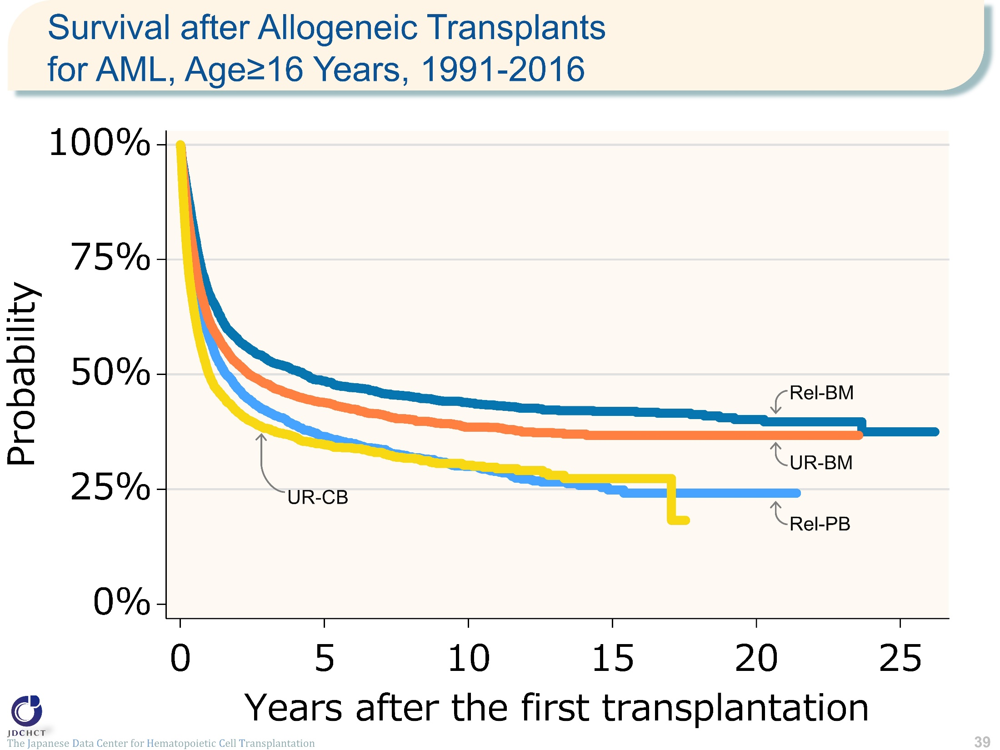 Survival after Allogeneic Transplants
for AML, Age≥16 Years, 1991-2016
Probability
100%
75%
50%
25%
0%
Rel-BM
UR-BM
UR-CB
Rel-PB
0 5 10 15 20 25
Years after the first transplantation
JDCHCT
The Japanese Data Center for Hematopoietic Cell Transplantation
39